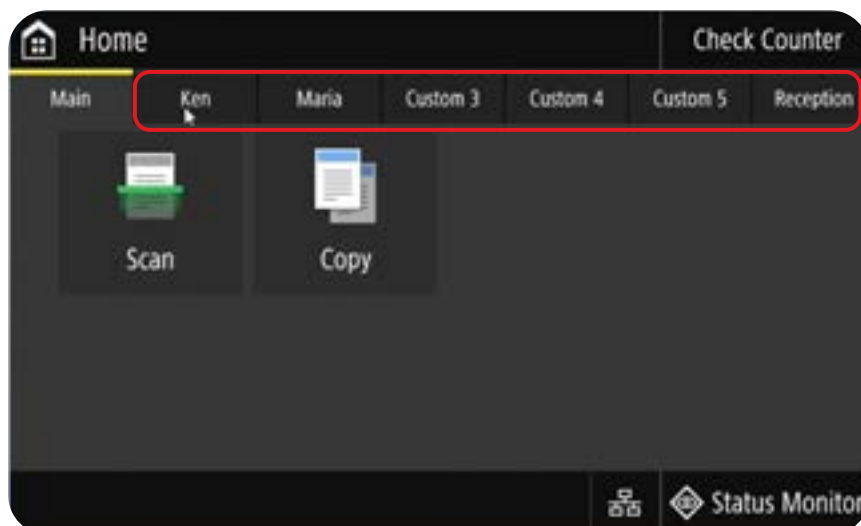 Home Check Counter
Main Ken Maria Custom 3 Custom 4 Custom 5 Reception
Scan Copy
Status Monitor